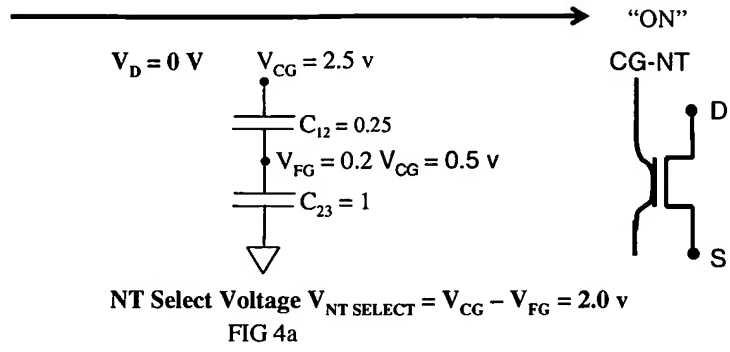 “ON”
V_D = 0 V V_CG = 2.5 v CG-NT
D
C_12 = 0.25
V_FG = 0.2 V_CG = 0.5 v
C_23 = 1
S
NT Select Voltage V_NT SELECT = V_CG – V_FG = 2.0 v
FIG 4a